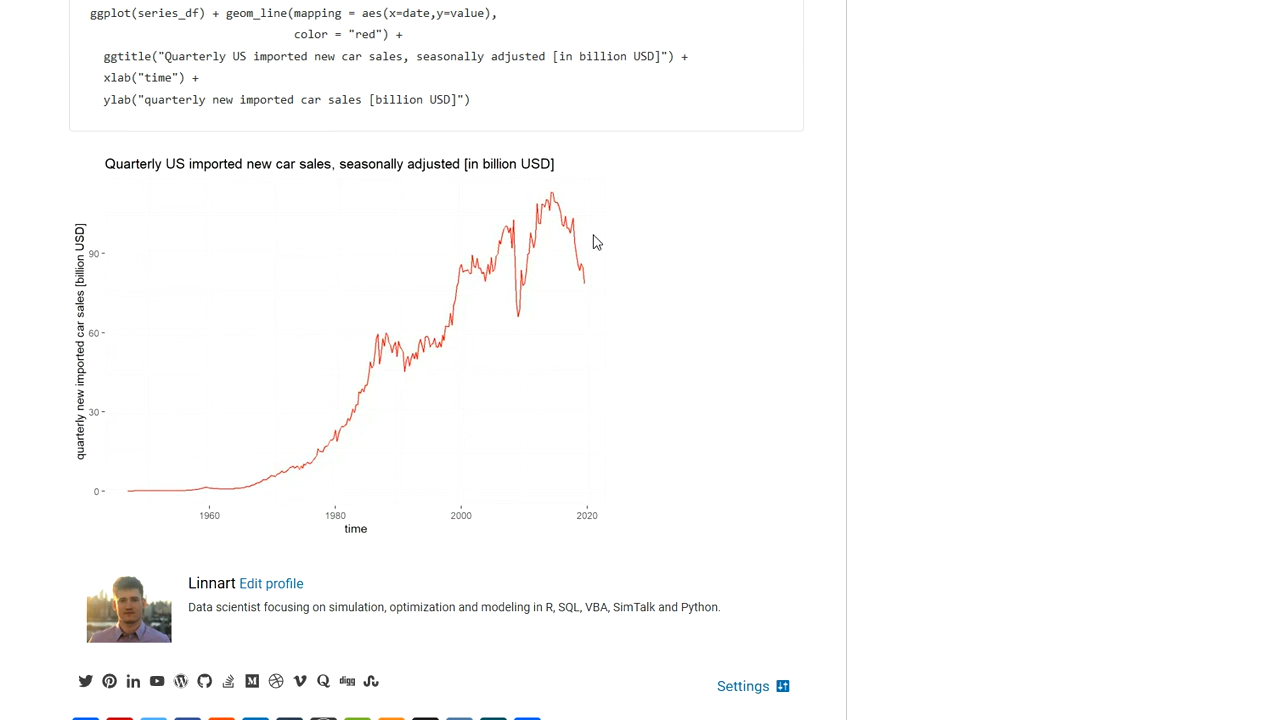 ggplot(series_df) + geom_line(mapping = aes(x=date,y=value),
color = "red") +
ggtitle("Quarterly US imported new car sales, seasonally adjusted [in billion USD]") +
xlab("time") +
ylab("quarterly new imported car sales [billion USD]")
Quarterly US imported new car sales, seasonally adjusted [in billion USD]
quarterly new imported car sales [billion USD]
90
60
30
0
1960 1980 2000 2020
time
Linnart Edit profile
Data scientist focusing on simulation, optimization and modeling in R, SQL, VBA, SimTalk and Python.
digg
Settings